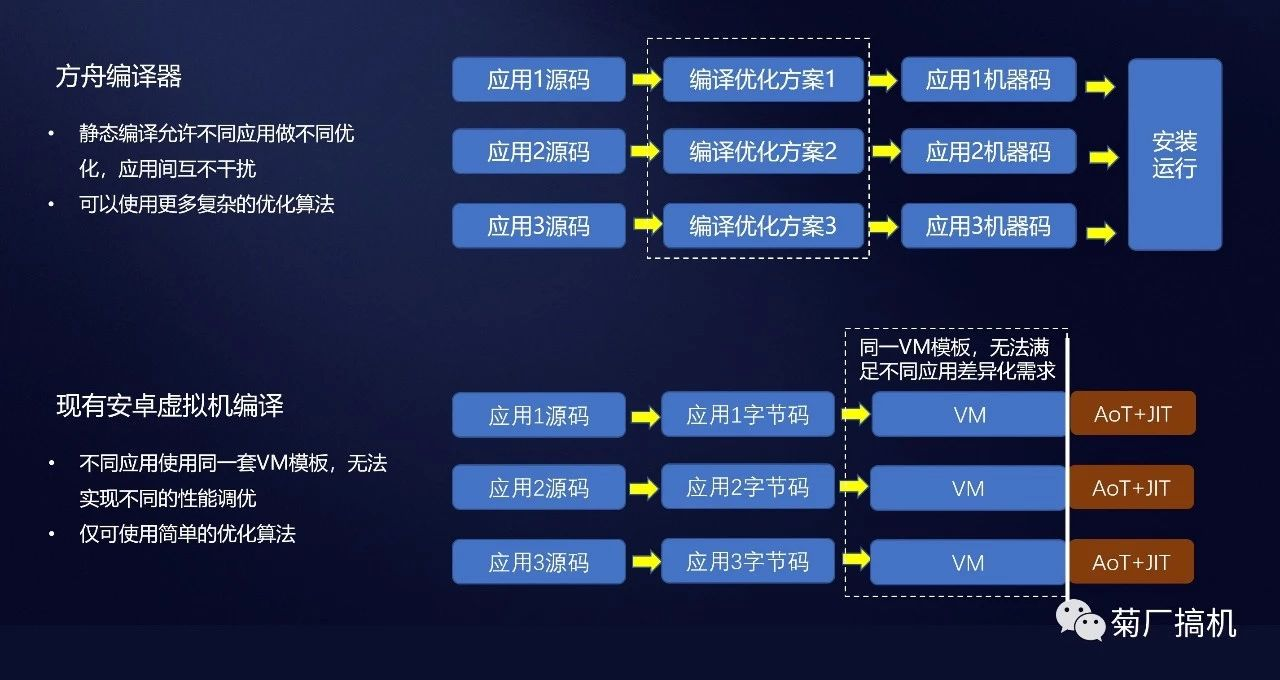 方舟编译器
• 静态编译允许不同应用做不同优
化，应用间互不干扰
• 可以使用更多复杂的优化算法
应用1源码
编译优化方案1
应用1机器码
应用2源码
编译优化方案2
应用2机器码
应用3源码
编译优化方案3
应用3机器码
安装
运行
现有安卓虚拟机编译
• 不同应用使用同一套VM模板，无法
实现不同的性能调优
• 仅可使用简单的优化算法
同一VM模板，无法满
足不同应用差异化需求
应用1源码
应用1字节码
VM
AoT+JIT
应用2源码
应用2字节码
VM
AoT+JIT
应用3源码
应用3字节码
VM
AoT+JIT
菊厂搞机